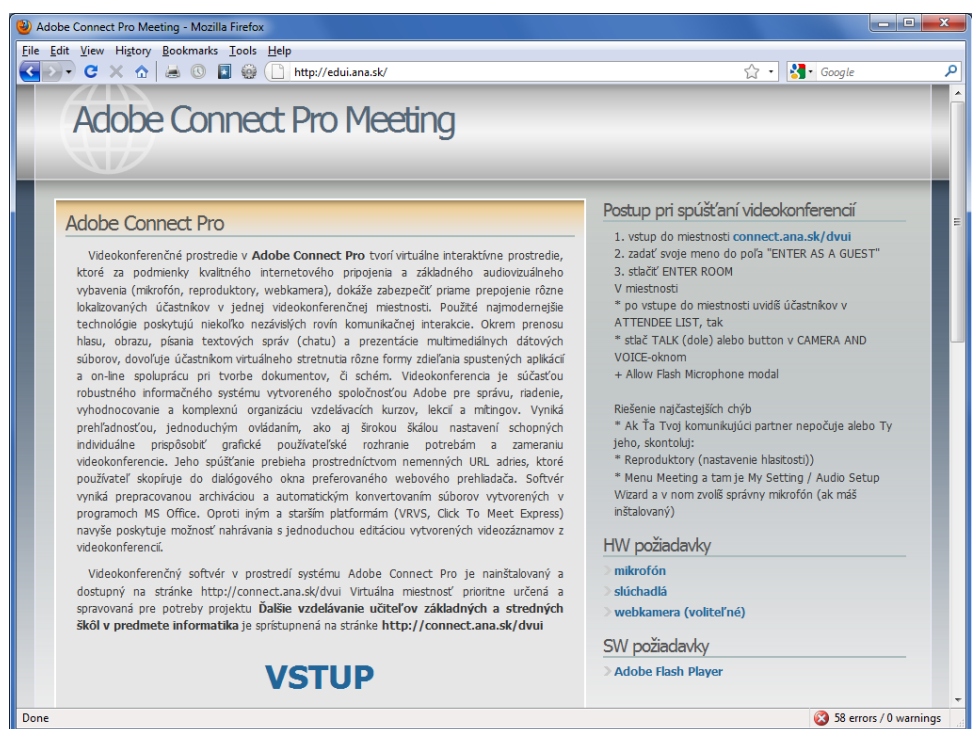 Adobe Connect Pro Meeting - Mozilla Firefox
File Edit View History Bookmarks Tools Help
http://edui.ana.sk/
Google
Adobe Connect Pro Meeting
Adobe Connect Pro
Videokonferenčné prostredie v Adobe Connect Pro tvorí virtuálne interaktívne prostredie,
ktoré za podmienky kvalitného internetového pripojenia a základného audiovizuálneho
vybavenia (mikrofón, reproduktory, webkamera), dokáže zabezpečiť priame prepojenie rôzne
lokalizovaných účastníkov v jednej videokonferenčnej miestnosti. Použité najmodernejšie
technológie poskytujú niekoľko nezávislých rovín komunikačnej interakcie. Okrem prenosu
hlasu, obrazu, písania textových správ (chatu) a prezentácie multimediálnych dátových
súborov, dovoľuje účastníkom virtuálneho stretnutia rôzne formy zdieľania spustených aplikácií
a on-line spoluprácu pri tvorbe dokumentov, či schém. Videokonferencia je súčasťou
robustného informačného systému vytvoreného spoločnosťou Adobe pre správu, riadenie,
vyhodnocovanie a komplexnú organizáciu vzdelávacích kurzov, lekcií a mítingov. Vyniká
prehľadnosťou, jednoduchým ovládaním, ako aj širokou škálou nastavení schopných
individuálne prispôsobiť grafické používateľské rozhranie potrebám a zameraniu
videokonferencie. Jeho spúšťanie prebieha prostredníctvom nemenných URL adries, ktoré
používateľ skopíruje do dialógového okna preferovaného webového prehliadača. Softvér
vyniká prepracovanou archiváciou a automatickým konvertovaním súborov vytvorených v
programoch MS Office. Oproti iným a starším platformám (VRVS, Click To Meet Express)
navyše poskytuje možnosť nahrávania s jednoduchou editáciou vytvorených videozáznamov z
videokonferencií.
Videokonferenčný softvér v prostredí systému Adobe Connect Pro je nainštalovaný a
dostupný na stránke http://connect.ana.sk/dvui Virtuálna miestnosť prioritne určená a
spravovaná pre potreby projektu Ďalšie vzdelávanie učiteľov základných a stredných
škôl v predmete informatika je sprístupnená na stránke http://connect.ana.sk/dvui
VSTUP
Postup pri spúšťaní videokonferencií
1. vstup do miestnosti connect.ana.sk/dvui
2. zadať svoje meno do poľa "ENTER AS A GUEST"
3. stlačiť ENTER ROOM
V miestnosti
* po vstupe do miestnosti uvidíš účastníkov v
ATTENDEE LIST, tak
* stlač TALK (dole) alebo button v CAMERA AND
VOICE-oknom
+ Allow Flash Microphone modal
Riešenie najčastejších chýb
* Ak Ťa Tvoj komunikujúci partner nepočuje alebo Ty
jeho, skontoluj:
* Reproduktory (nastavenie hlasitosti))
* Menu Meeting a tam je My Setting / Audio Setup
Wizard a v nom zvolíš správny mikrofón (ak máš
inštalovaný)
HW požiadavky
mikrofón
slúchadlá
webkamera (voliteľné)
SW požiadavky
Adobe Flash Player
Done
58 errors / 0 warnings